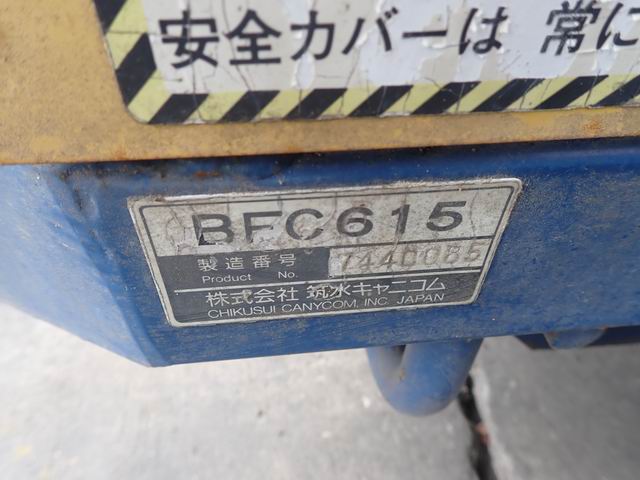 安全カバーは 常に
BFC615
製造番号 7440085
Product No.
株式会社 筑水キャニコム
CHIKUSUI CANYCOM, INC. JAPAN